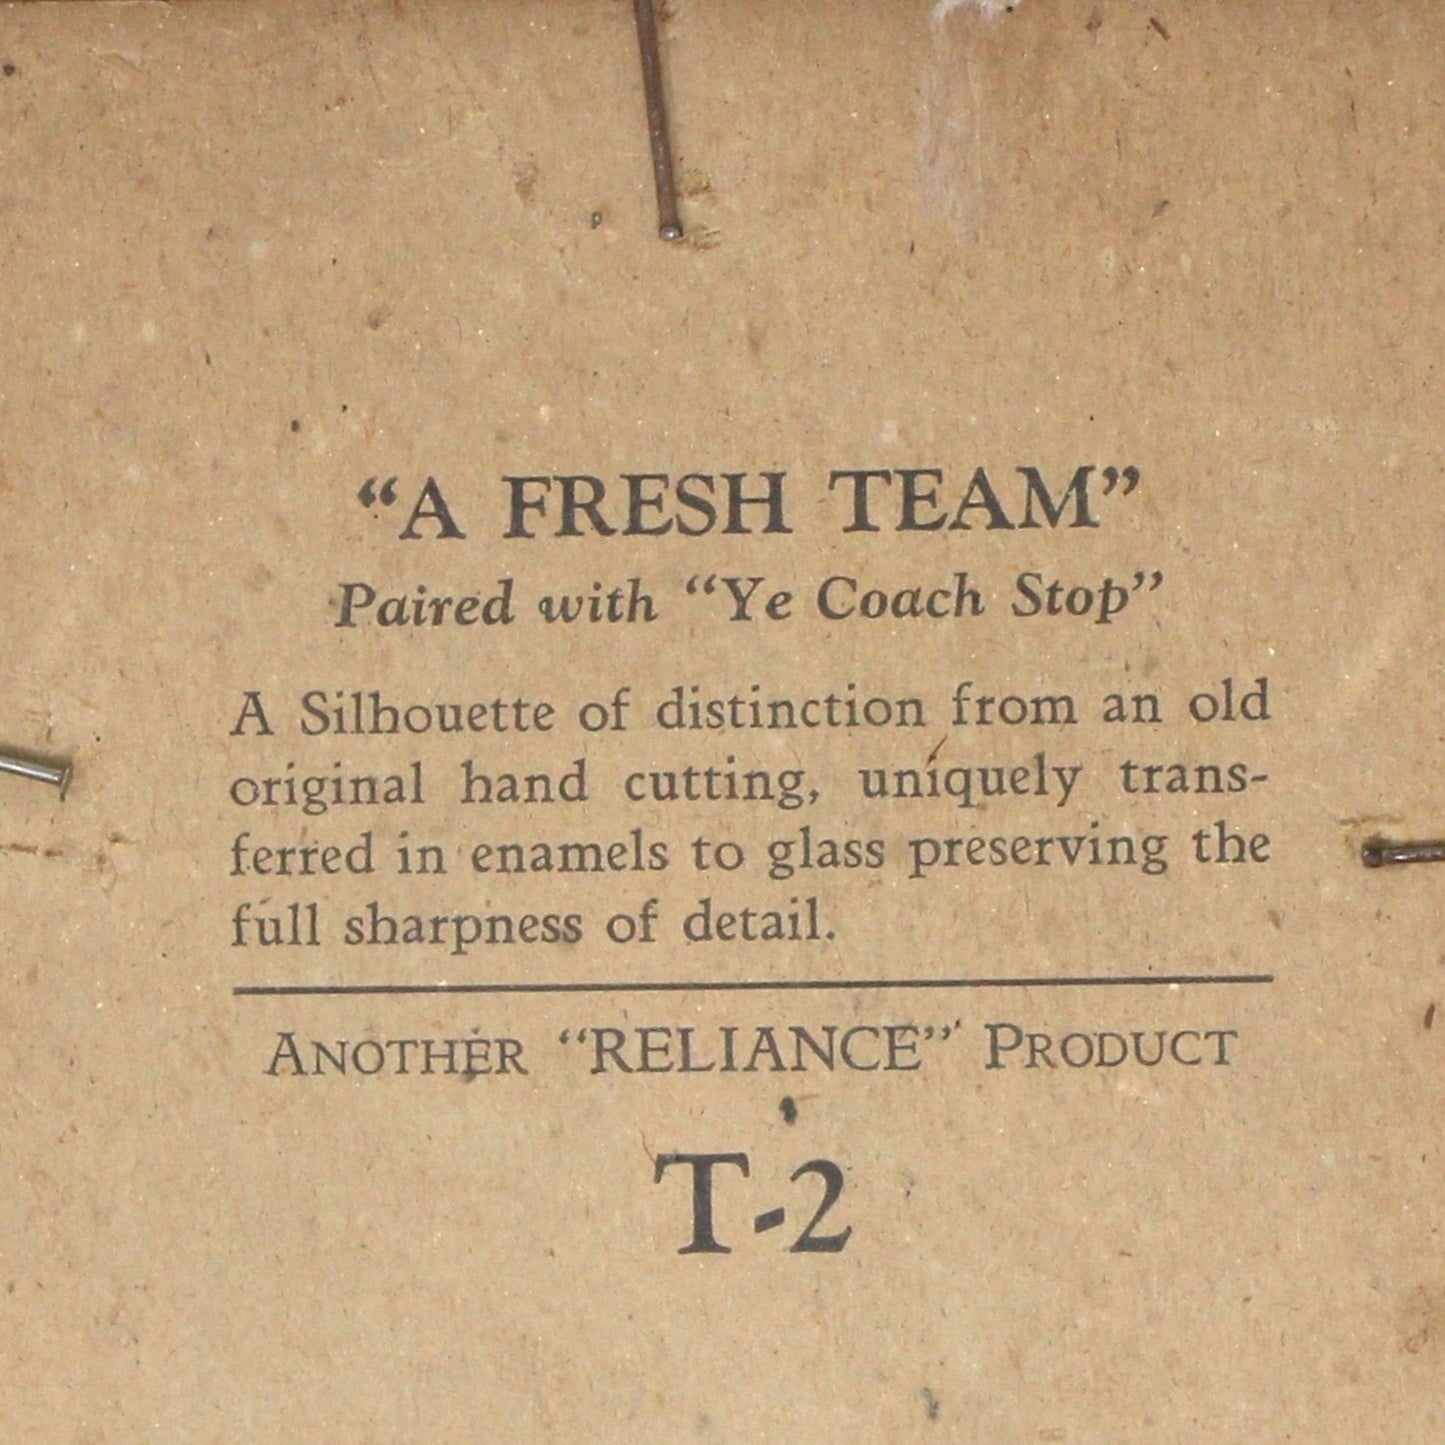 “A FRESH TEAM”
Paired with “Ye Coach Stop”
A Silhouette of distinction from an old
original hand cutting, uniquely trans-
ferred in enamels to glass preserving the
full sharpness of detail.
ANOTHER “RELIANCE” PRODUCT
T-2